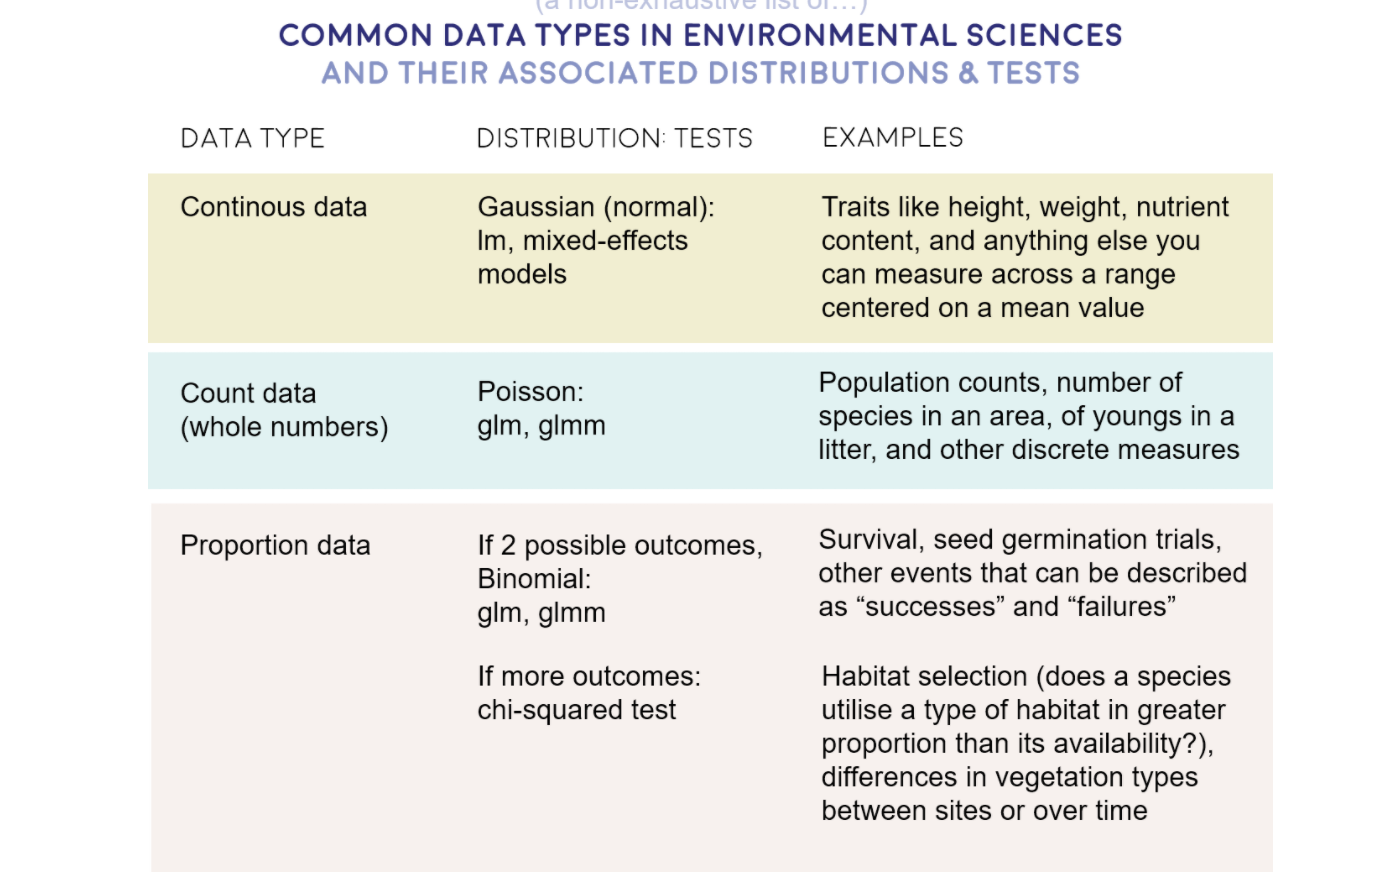 (a non-exhaustive list of...)
COMMON DATA TYPES IN ENVIRONMENTAL SCIENCES
AND THEIR ASSOCIATED DISTRIBUTIONS & TESTS
DATA TYPE
DISTRIBUTION: TESTS
EXAMPLES
Continous data
Gaussian (normal):
lm, mixed-effects
models
Traits like height, weight, nutrient
content, and anything else you
can measure across a range
centered on a mean value
Count data
(whole numbers)
Poisson:
glm, glmm
Population counts, number of
species in an area, of youngs in a
litter, and other discrete measures
Proportion data
If 2 possible outcomes,
Binomial:
glm, glmm
Survival, seed germination trials,
other events that can be described
as “successes” and “failures”
If more outcomes:
chi-squared test
Habitat selection (does a species
utilise a type of habitat in greater
proportion than its availability?),
differences in vegetation types
between sites or over time